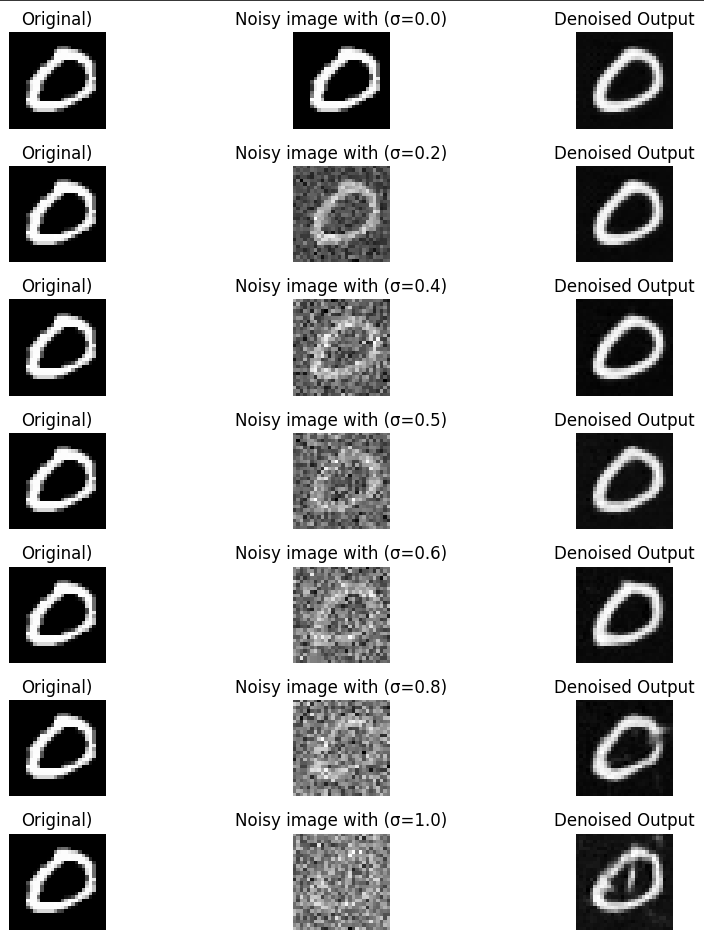 Original) Noisy image with (σ=0.0) Denoised Output
Original) Noisy image with (σ=0.2) Denoised Output
Original) Noisy image with (σ=0.4) Denoised Output
Original) Noisy image with (σ=0.5) Denoised Output
Original) Noisy image with (σ=0.6) Denoised Output
Original) Noisy image with (σ=0.8) Denoised Output
Original) Noisy image with (σ=1.0) Denoised Output